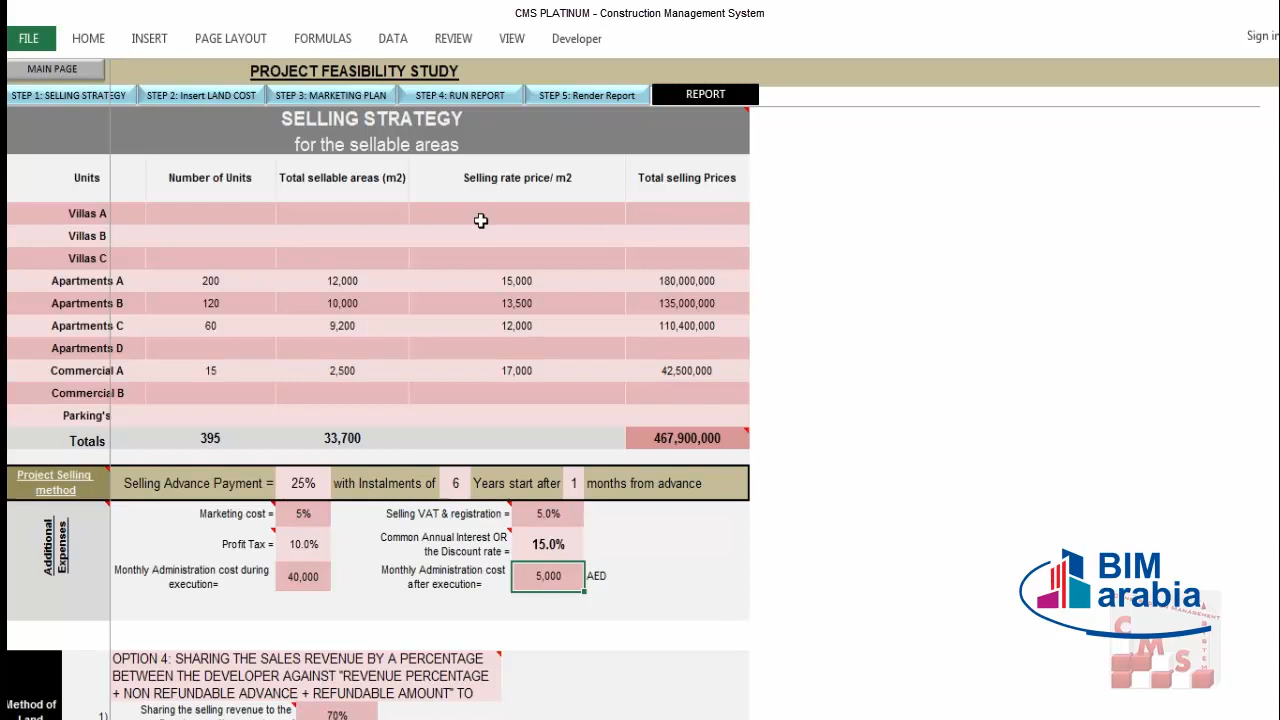 CMS PLATINUM - Construction Management System
FILE HOME INSERT PAGE LAYOUT FORMULAS DATA REVIEW VIEW Developer Sign in
MAIN PAGE PROJECT FEASIBILITY STUDY
STEP 1: SELLING STRATEGY STEP 2: Insert LAND COST STEP 3: MARKETING PLAN STEP 4: RUN REPORT STEP 5: Render Report REPORT
SELLING STRATEGY
for the sellable areas
Units Number of Units Total sellable areas (m2) Selling rate price/ m2 Total selling Prices
Villas A
Villas B
Villas C
Apartments A 200 12,000 15,000 180,000,000
Apartments B 120 10,000 13,500 135,000,000
Apartments C 60 9,200 12,000 110,400,000
Apartments D
Commercial A 15 2,500 17,000 42,500,000
Commercial B
Parking's
Totals 395 33,700 467,900,000
Project Selling method Selling Advance Payment = 25% with Instalments of 6 Years start after 1 months from advance
Additional Expenses
Marketing cost = 5% Selling VAT & registration = 5.0%
Profit Tax = 10.0% Common Annual Interest OR the Discount rate = 15.0%
Monthly Administration cost during execution= 40,000 Monthly Administration cost after execution= 5,000 AED
BIM
arabia
CMS
OPTION 4: SHARING THE SALES REVENUE BY A PERCENTAGE
BETWEEN THE DEVELOPER AGAINST "REVENUE PERCENTAGE
+ NON REFUNDABLE ADVANCE + REFUNDABLE AMOUNT" TO
Method of
Land
1) Sharing the selling revenue to the 70%